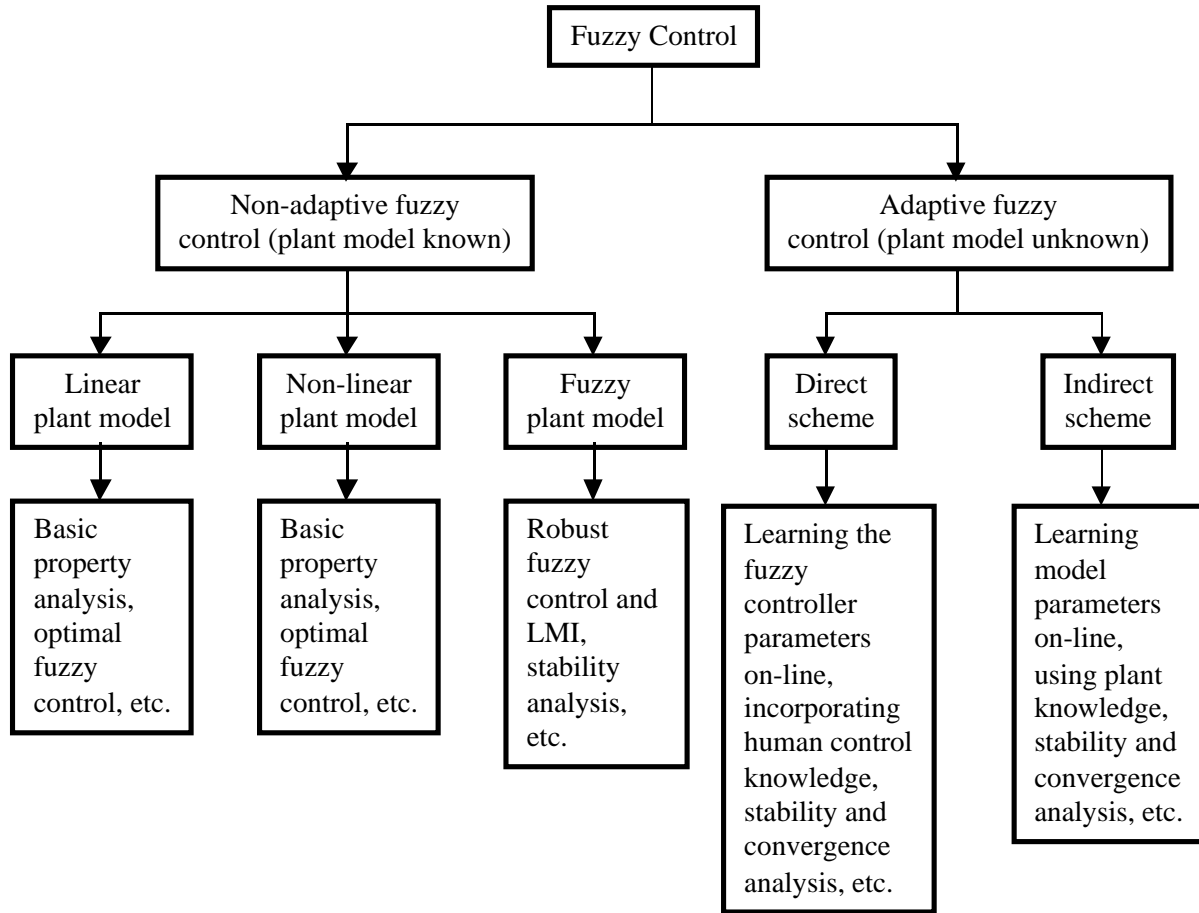 Fuzzy Control
Non-adaptive fuzzy
control (plant model known)
Adaptive fuzzy
control (plant model unknown)
Linear
plant model
Non-linear
plant model
Fuzzy
plant model
Direct
scheme
Indirect
scheme
Basic
property
analysis,
optimal
fuzzy
control, etc.
Basic
property
analysis,
optimal
fuzzy
control, etc.
Robust
fuzzy
control and
LMI,
stability
analysis,
etc.
Learning the
fuzzy
controller
parameters
on-line,
incorporating
human control
knowledge,
stability and
convergence
analysis, etc.
Learning
model
parameters
on-line,
using plant
knowledge,
stability and
convergence
analysis, etc.